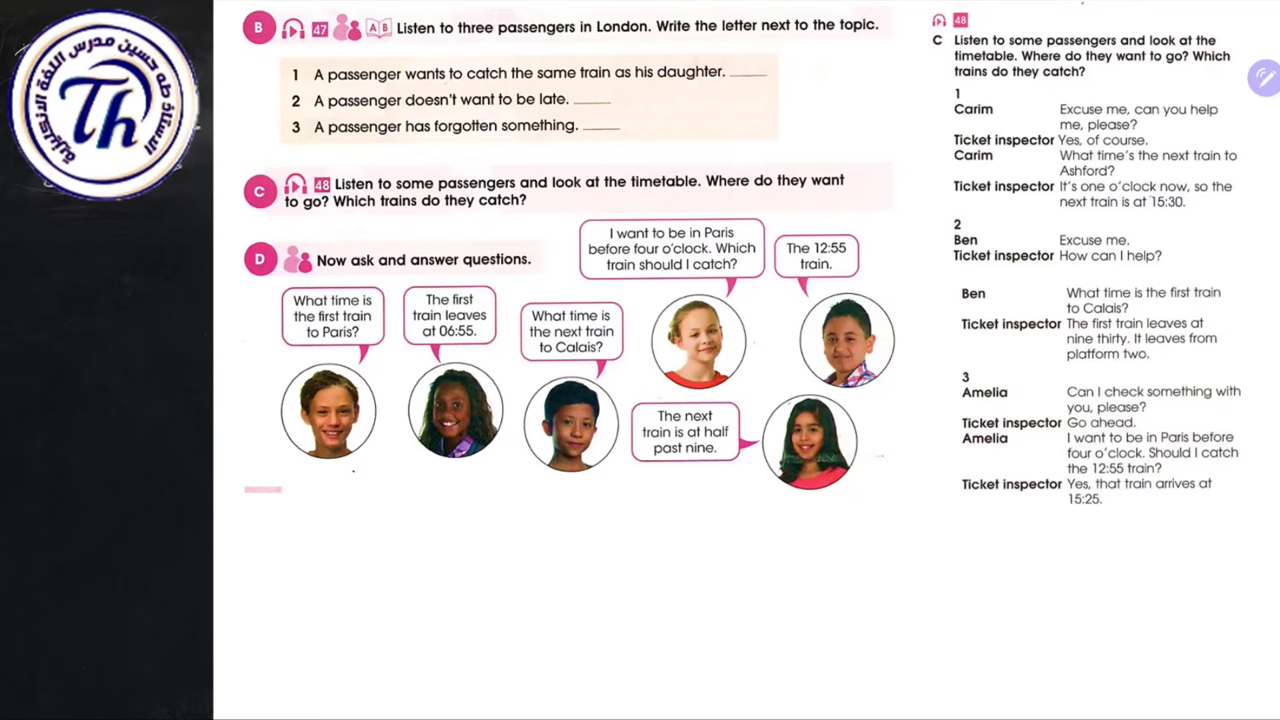 الاستاذ طه حسين مدرس اللغة الانكليزية
Th
B 47 A B Listen to three passengers in London. Write the letter next to the topic.
1 A passenger wants to catch the same train as his daughter. _____
2 A passenger doesn't want to be late. _____
3 A passenger has forgotten something. _____
C 48 Listen to some passengers and look at the timetable. Where do they want
to go? Which trains do they catch?
D Now ask and answer questions.
What time is
the first train
to Paris?
The first
train leaves
at 06:55.
What time is
the next train
to Calais?
I want to be in Paris
before four o'clock. Which
train should I catch?
The 12:55
train.
The next
train is at half
past nine.
48
C Listen to some passengers and look at the
timetable. Where do they want to go? Which
trains do they catch?
1
Carim Excuse me, can you help
me, please?
Ticket inspector Yes, of course.
Carim What time's the next train to
Ashford?
Ticket inspector It's one o'clock now, so the
next train is at 15:30.
2
Ben Excuse me.
Ticket inspector How can I help?
Ben What time is the first train
to Calais?
Ticket inspector The first train leaves at
nine thirty. It leaves from
platform two.
3
Amelia Can I check something with
you, please?
Ticket inspector Go ahead.
Amelia I want to be in Paris before
four o'clock. Should I catch
the 12:55 train?
Ticket inspector Yes, that train arrives at
15:25.